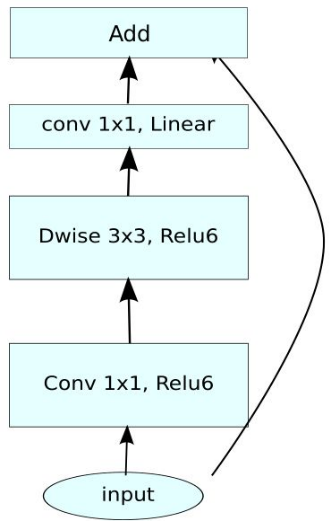 Add
conv 1x1, Linear
Dwise 3x3, Relu6
Conv 1x1, Relu6
input